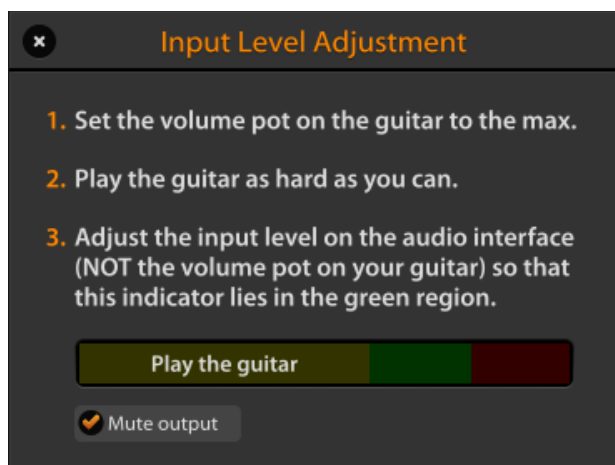 Input Level Adjustment
1. Set the volume pot on the guitar to the max.
2. Play the guitar as hard as you can.
3. Adjust the input level on the audio interface
(NOT the volume pot on your guitar) so that
this indicator lies in the green region.
Play the guitar
Mute output